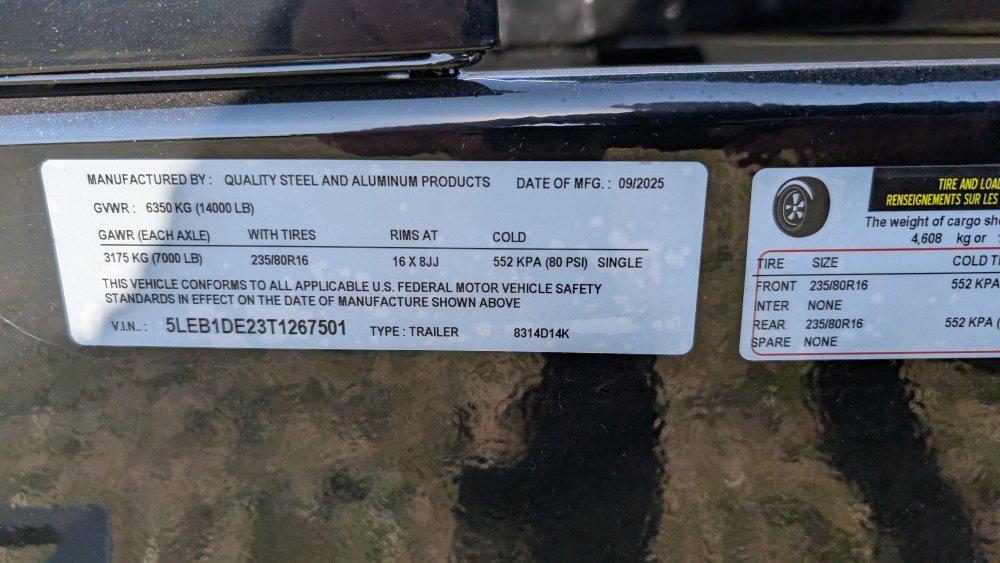 MANUFACTURED BY : QUALITY STEEL AND ALUMINUM PRODUCTS DATE OF MFG. : 09/2025
GVWR : 6350 KG (14000 LB)
GAWR (EACH AXLE) WITH TIRES RIMS AT COLD
3175 KG (7000 LB) 235/80R16 16 X 8JJ 552 KPA (80 PSI) SINGLE
THIS VEHICLE CONFORMS TO ALL APPLICABLE U.S. FEDERAL MOTOR VEHICLE SAFETY
STANDARDS IN EFFECT ON THE DATE OF MANUFACTURE SHOWN ABOVE
V.I.N.. : 5LEB1DE23T1267501 TYPE : TRAILER 8314D14K
TIRE AND LOA
RENSEIGNEMENTS SUR LES
The weight of cargo sh
4,608 kg or
TIRE SIZE COLD TI
FRONT 235/80R16 552 KPA
INTER NONE
REAR 235/80R16 552 KPA (
SPARE NONE